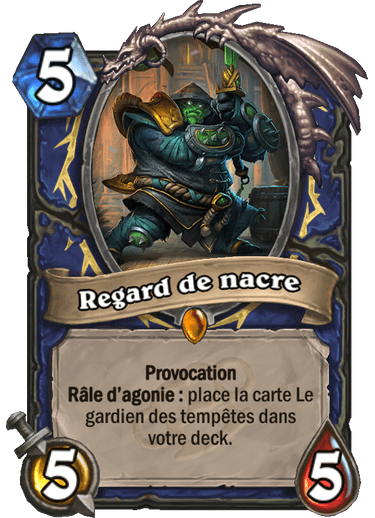 5
Regard de nacre
Provocation
Râle d'agonie : place la carte Le
gardien des tempêtes dans
votre deck.
5
5